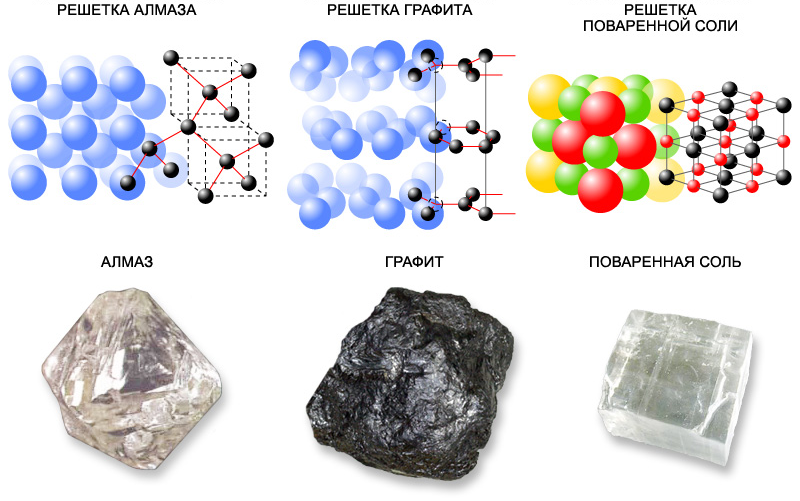 РЕШЕТКА АЛМАЗА
РЕШЕТКА ГРАФИТА
РЕШЕТКА
ПОВАРЕННОЙ СОЛИ
АЛМАЗ
ГРАФИТ
ПОВАРЕННАЯ СОЛЬ